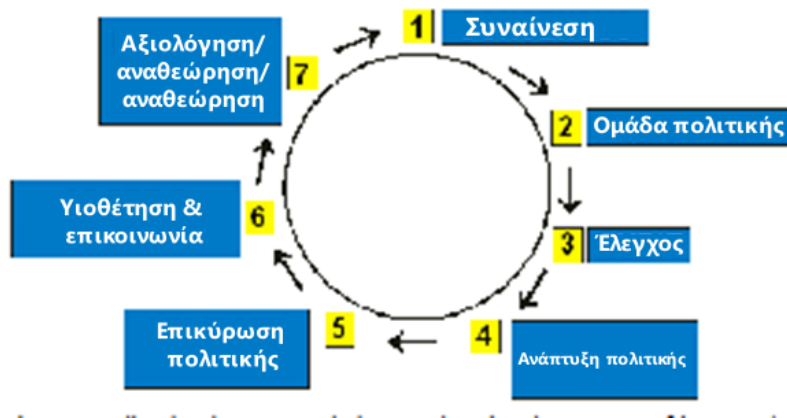 1
Συναίνεση
2
Ομάδα πολιτικής
3
Έλεγχος
4
Ανάπτυξη πολιτικής
5
Επικύρωση
πολιτικής
6
Υιοθέτηση &
επικοινωνία
7
Αξιολόγηση/
αναθεώρηση/
αναθεώρηση